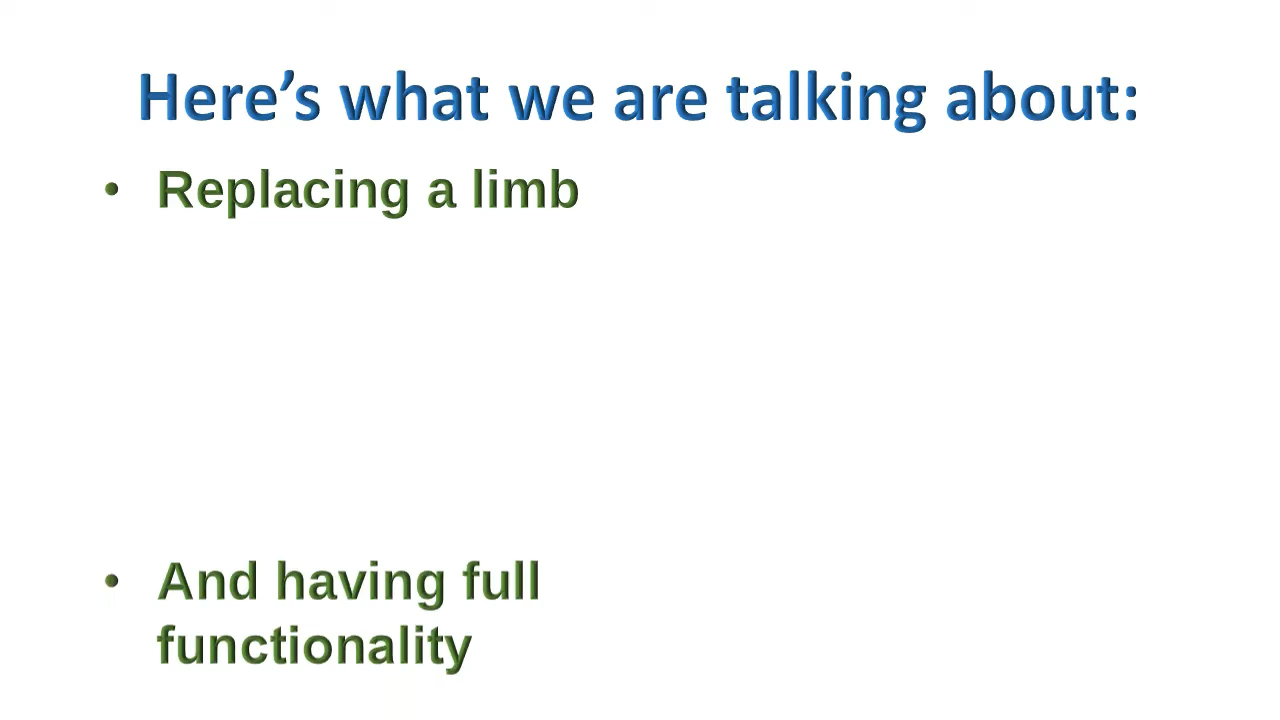 Here’s what we are talking about:
• Replacing a limb
• And having full
functionality